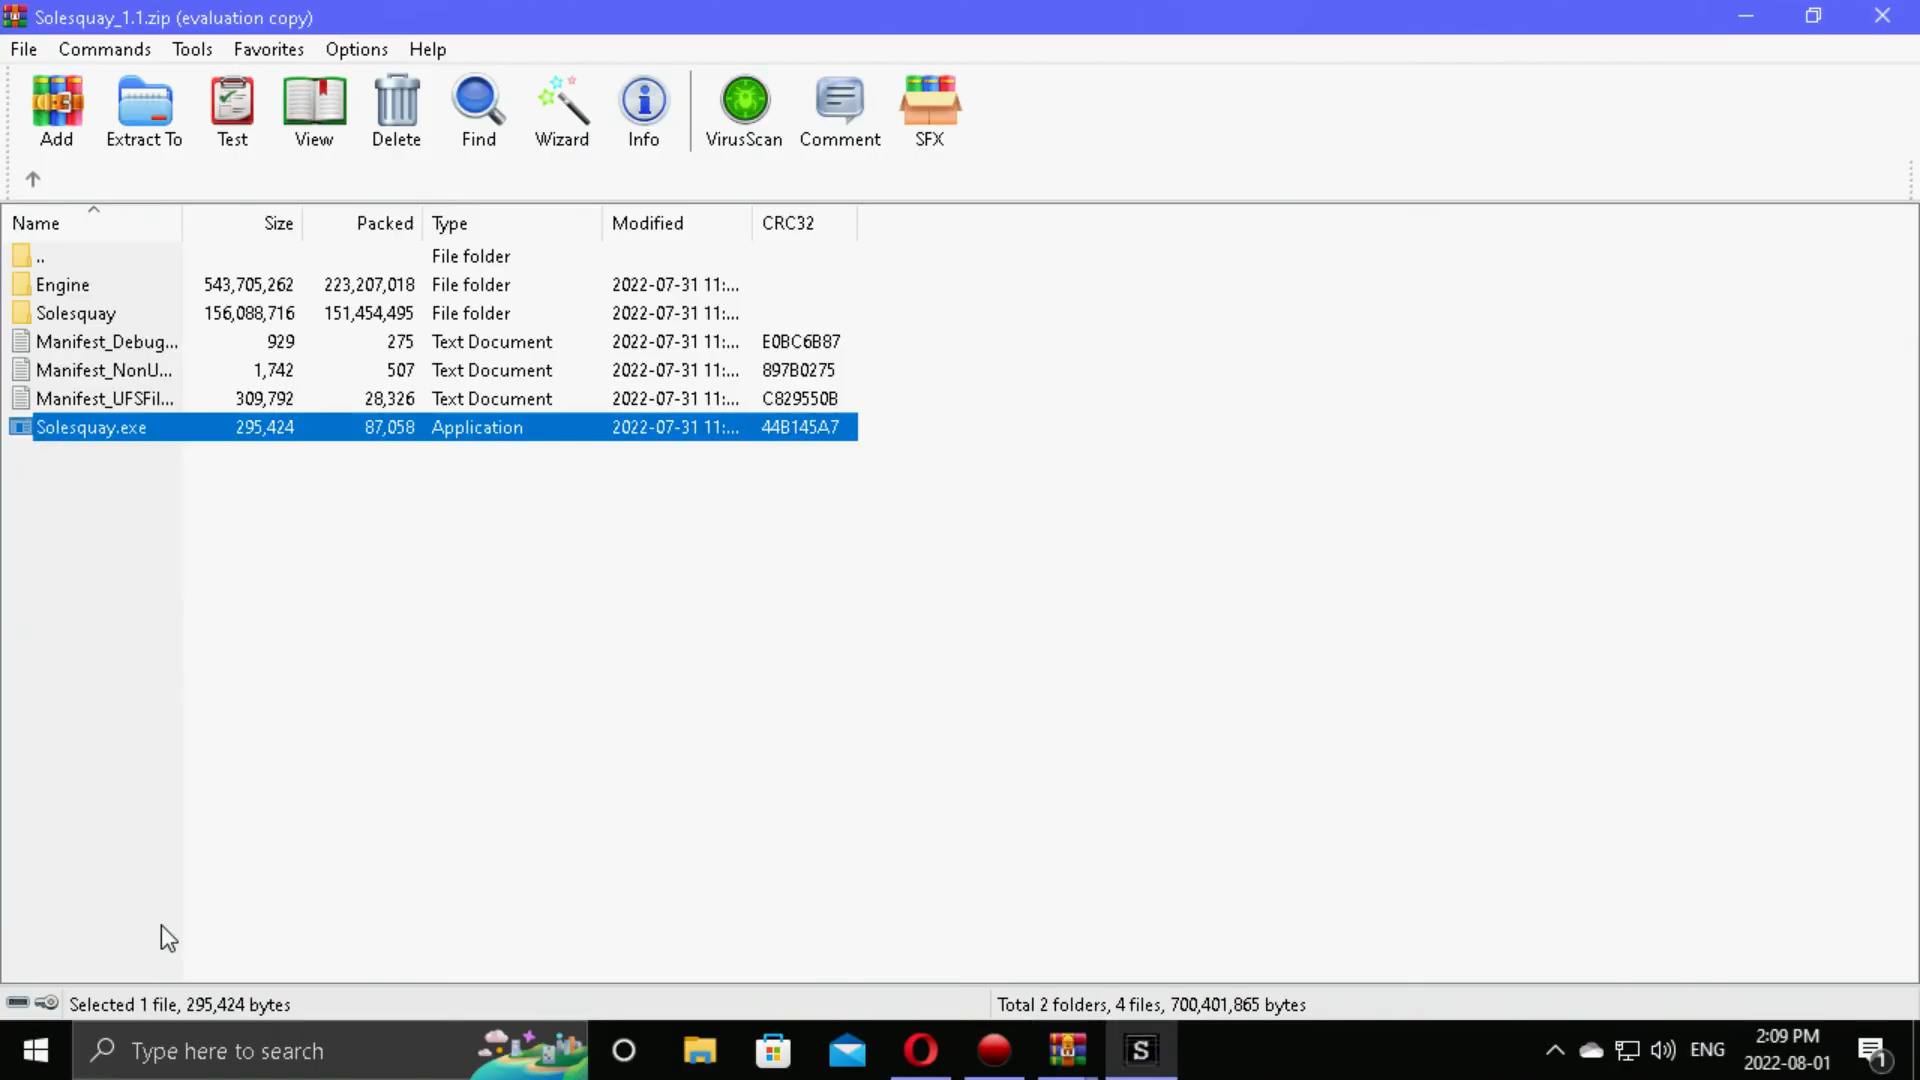 Solesquay_1.1.zip (evaluation copy)
File Commands Tools Favorites Options Help
Add Extract To Test View Delete Find Wizard Info VirusScan Comment SFX
Name Size Packed Type Modified CRC32
.. File folder
Engine 543,705,262 223,207,018 File folder 2022-07-31 11:...
Solesquay 156,088,716 151,454,495 File folder 2022-07-31 11:...
Manifest_Debug... 929 275 Text Document 2022-07-31 11:... E0BC6B87
Manifest_NonU... 1,742 507 Text Document 2022-07-31 11:... 897B0275
Manifest_UFSFil... 309,792 28,326 Text Document 2022-07-31 11:... C829550B
Solesquay.exe 295,424 87,058 Application 2022-07-31 11:... 44B145A7
Selected 1 file, 295,424 bytes Total 2 folders, 4 files, 700,401,865 bytes
Type here to search S ENG 2:09 PM
2022-08-01 1